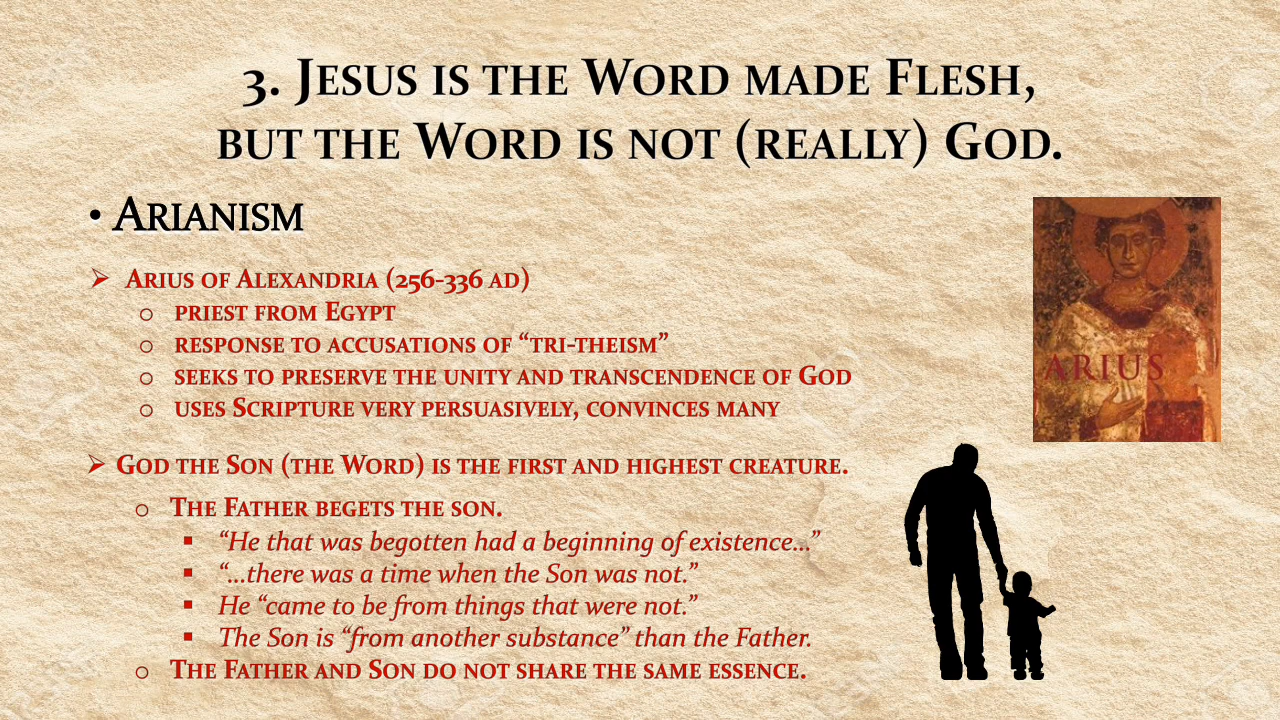 3. Jesus is the Word made Flesh,
but the Word is not (really) God.
• Arianism
➢ Arius of Alexandria (256-336 ad)
o priest from Egypt
o response to accusations of “tri-theism”
o seeks to preserve the unity and transcendence of God
o uses Scripture very persuasively, convinces many
ARIUS
➢ God the Son (the Word) is the first and highest creature.
o The Father begets the son.
▪ “He that was begotten had a beginning of existence…”
▪ “…there was a time when the Son was not.”
▪ He “came to be from things that were not.”
▪ The Son is “from another substance” than the Father.
o The Father and Son do not share the same essence.